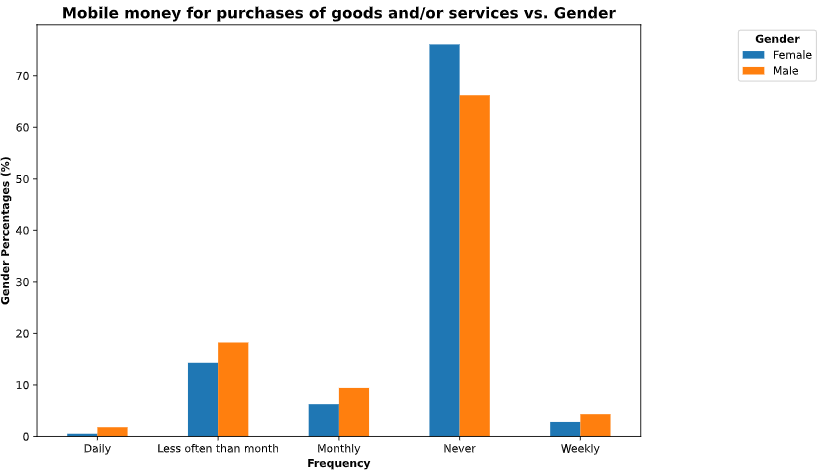 Mobile money for purchases of goods and/or services vs. Gender
Gender
Female
Male
Gender Percentages (%)
70
60
50
40
30
20
10
0
Daily
Less often than month
Monthly
Never
Weekly
Frequency